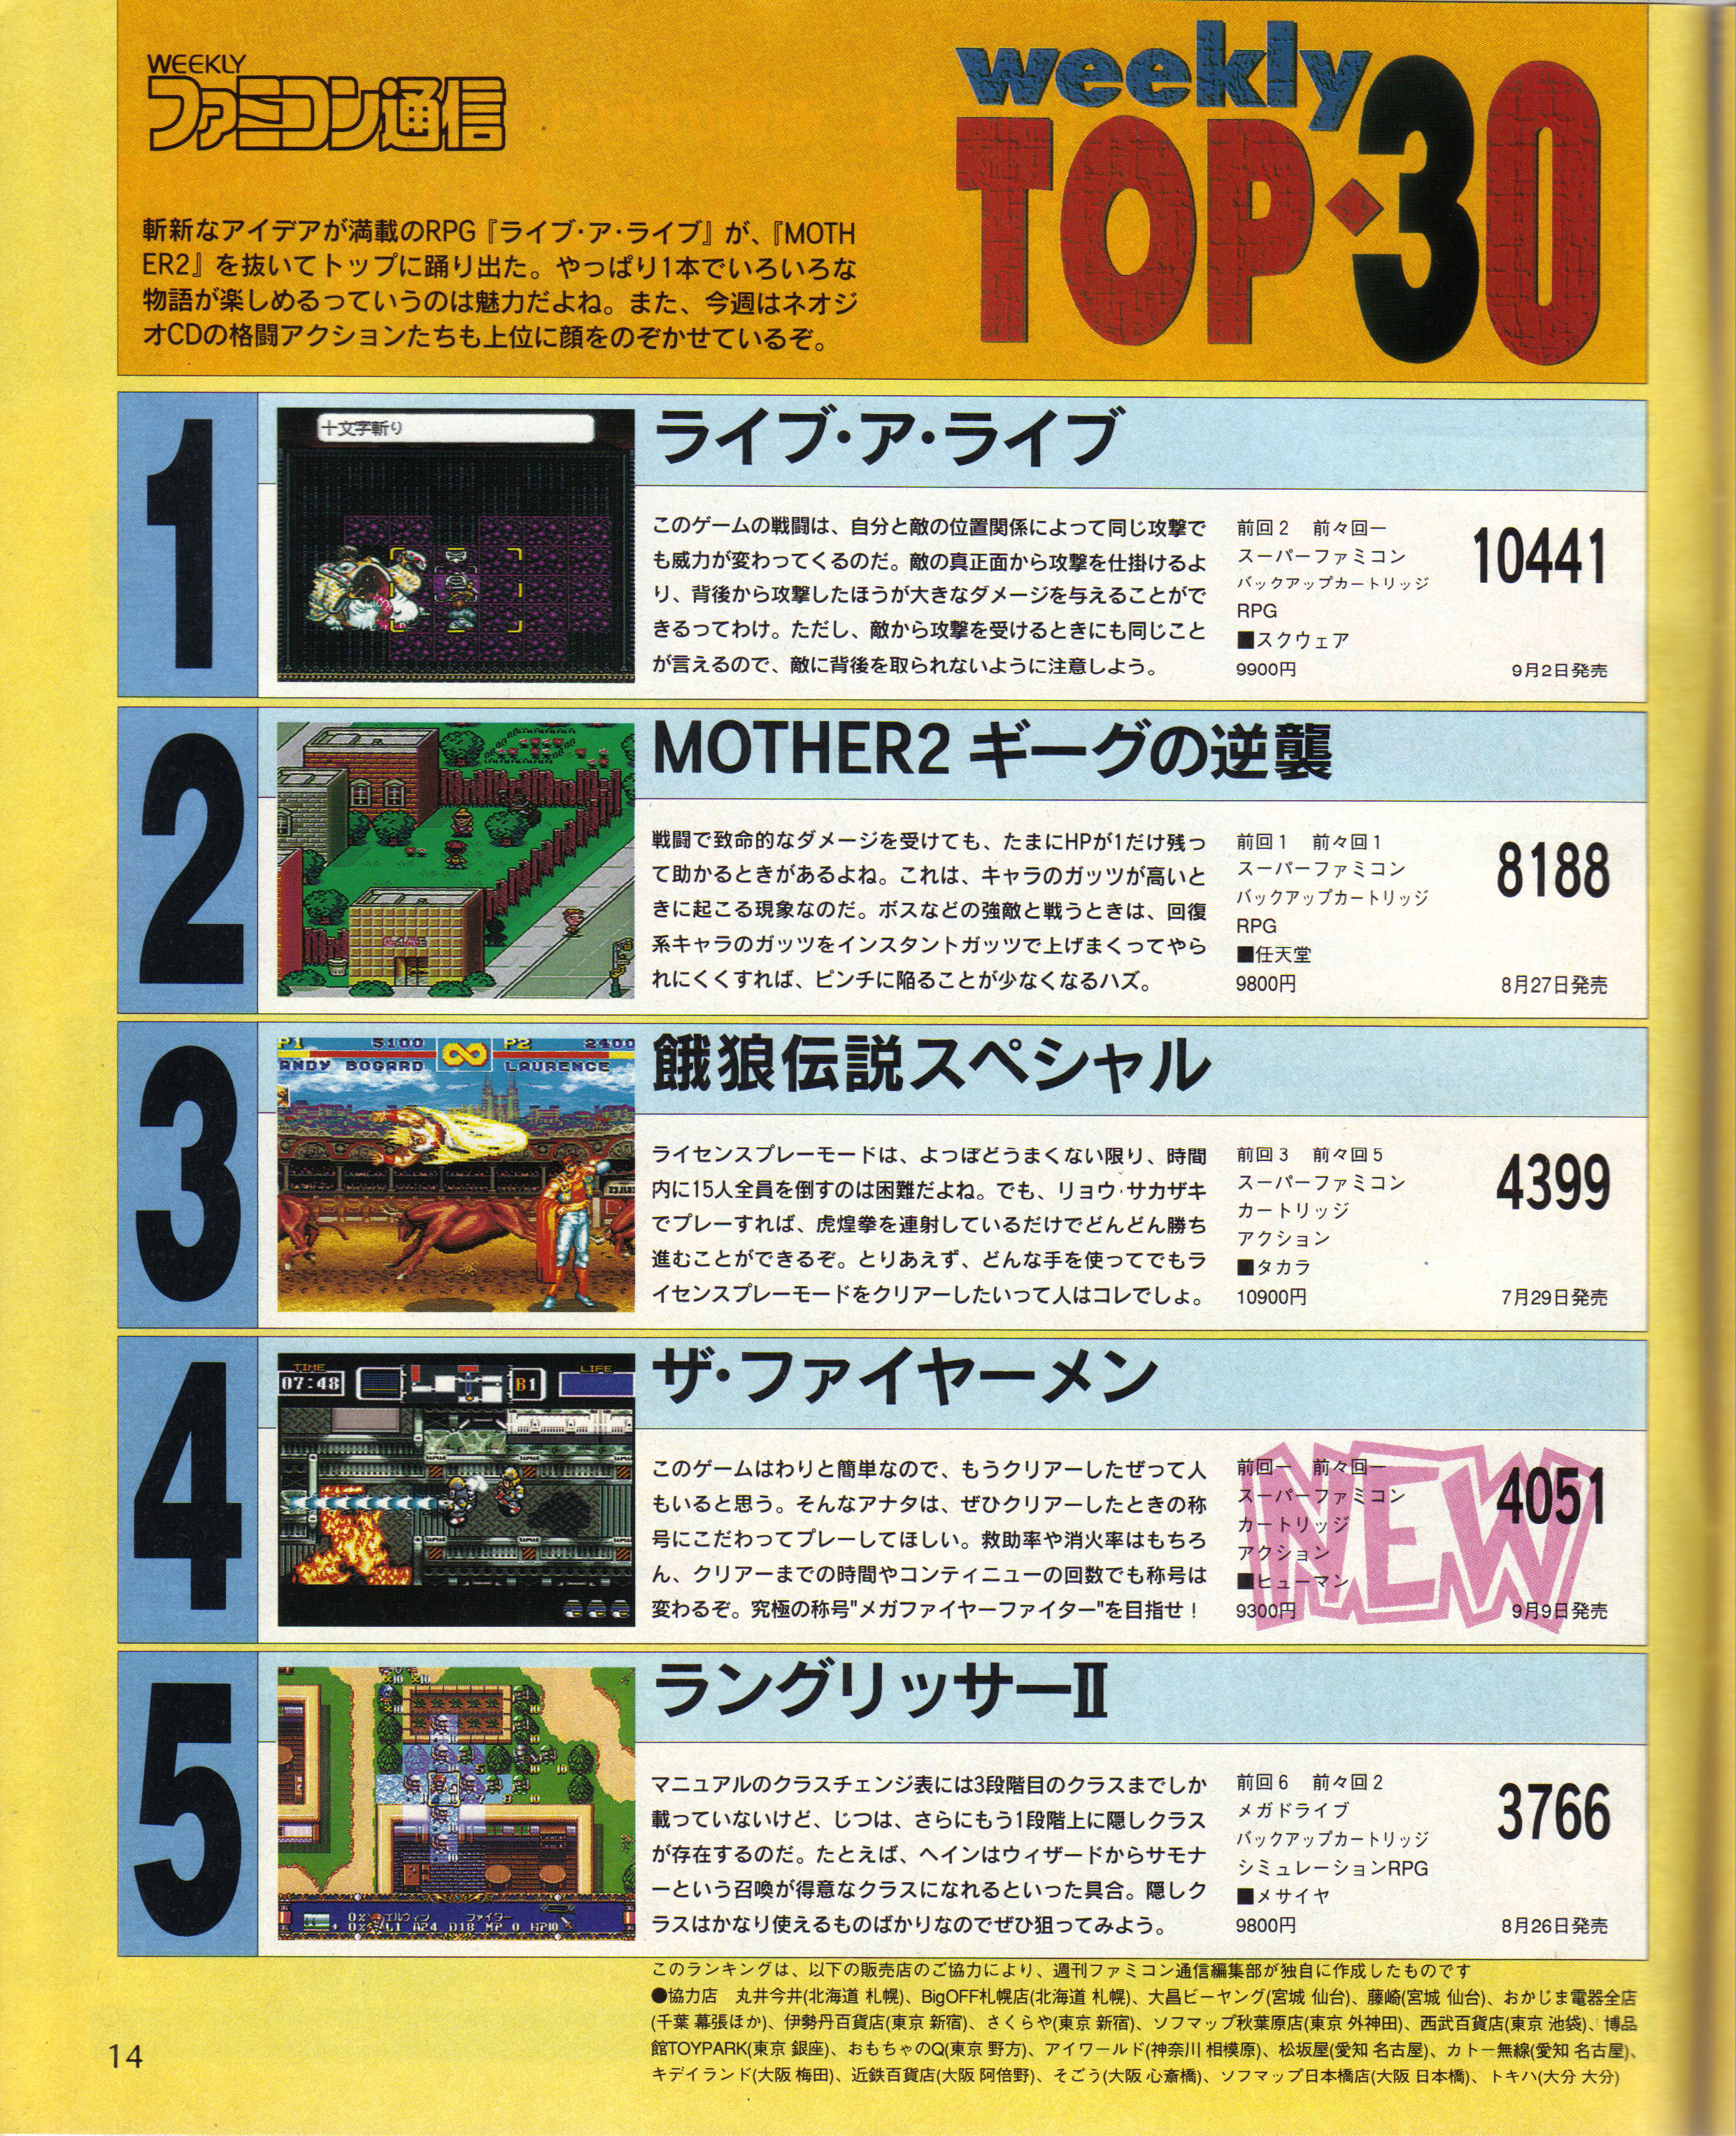 WEEKLY
ファミコン通信
weekly
TOP・30
斬新なアイデアが満載のRPG『ライブ・ア・ライブ』が、『MOTH
ER2』を抜いてトップに踊り出た。やっぱり1本でいろいろな
物語が楽しめるっていうのは魅力だよね。また、今週はネオジ
オCDの格闘アクションたちも上位に顔をのぞかせているぞ。
1
十文字斬り
ライブ・ア・ライブ
このゲームの戦闘は、自分と敵の位置関係によって同じ攻撃で
も威力が変わってくるのだ。敵の真正面から攻撃を仕掛けるよ
り、背後から攻撃したほうが大きなダメージを与えることがで
きるってわけ。ただし、敵から攻撃を受けるときにも同じこと
が言えるので、敵に背後を取られないように注意しよう。
前回2 前々回ー
スーパーファミコン
バックアップカートリッジ
RPG
■スクウェア
9900円
10441
9月2日発売
2
GAME
MOTHER2 ギーグの逆襲
戦闘で致命的なダメージを受けても、たまにHPが1だけ残っ
て助かるときがあるよね。これは、キャラのガッツが高いと
きに起こる現象なのだ。ボスなどの強敵と戦うときは、回復
系キャラのガッツをインスタントガッツで上げまくってやら
れにくくすれば、ピンチに陥ることが少なくなるハズ。
前回1 前々回1
スーパーファミコン
バックアップカートリッジ
RPG
■任天堂
9800円
8188
8月27日発売
3
P1 5100 P2 2400
ANDY BOGARD LAURENCE
餓狼伝説スペシャル
ライセンスプレーモードは、よっぽどうまくない限り、時間
内に15人全員を倒すのは困難だよね。でも、リョウ・サカザキ
でプレーすれば、虎煌拳を連射しているだけでどんどん勝ち
進むことができるぞ。とりあえず、どんな手を使ってでもラ
イセンスプレーモードをクリアーしたいって人はコレでしょ。
前回3 前々回5
スーパーファミコン
カートリッジ
アクション
■タカラ
10900円
4399
7月29日発売
4
TIME
07:48
B1
LIFE
ザ・ファイヤーメン
このゲームはわりと簡単なので、もうクリアーしたぜって人
もいると思う。そんなアナタは、ぜひクリアーしたときの称
号にこだわってプレーしてほしい。救助率や消火率はもちろ
ん、クリアーまでの時間やコンティニューの回数でも称号は
変わるぞ。究極の称号"メガファイヤーファイター"を目指せ！
NEW
前回ー 前々回ー
スーパーファミコン
カートリッジ
アクション
■ヒューマン
9300円
4051
9月9日発売
5
エルウィン ファイター
A24 D18 MP 0 HP10
ラングリッサーII
マニュアルのクラスチェンジ表には3段階目のクラスまでしか
載っていないけど、じつは、さらにもう1段階上に隠しクラス
が存在するのだ。たとえば、ヘインはウィザードからサモナ
ーという召喚が得意なクラスになれるといった具合。隠しク
ラスはかなり使えるものばかりなのでぜひ狙ってみよう。
前回6 前々回2
メガドライブ
バックアップカートリッジ
シミュレーションRPG
■メサイヤ
9800円
3766
8月26日発売
このランキングは、以下の販売店のご協力により、週刊ファミコン通信編集部が独自に作成したものです
●協力店 丸井今井(北海道 札幌)、BigOFF札幌店(北海道 札幌)、大昌ビーヤング(宮城 仙台)、藤崎(宮城 仙台)、おかじま電器全店
(千葉 幕張ほか)、伊勢丹百貨店(東京 新宿)、さくらや(東京 新宿)、ソフマップ秋葉原店(東京 外神田)、西武百貨店(東京 池袋)、博品
館TOYPARK(東京 銀座)、おもちゃのQ(東京 野方)、アイワールド(神奈川 相模原)、松坂屋(愛知 名古屋)、カトー無線(愛知 名古屋)、
キデイランド(大阪 梅田)、近鉄百貨店(大阪 阿倍野)、そごう(大阪 心斎橋)、ソフマップ日本橋店(大阪 日本橋)、トキハ(大分 大分)
14